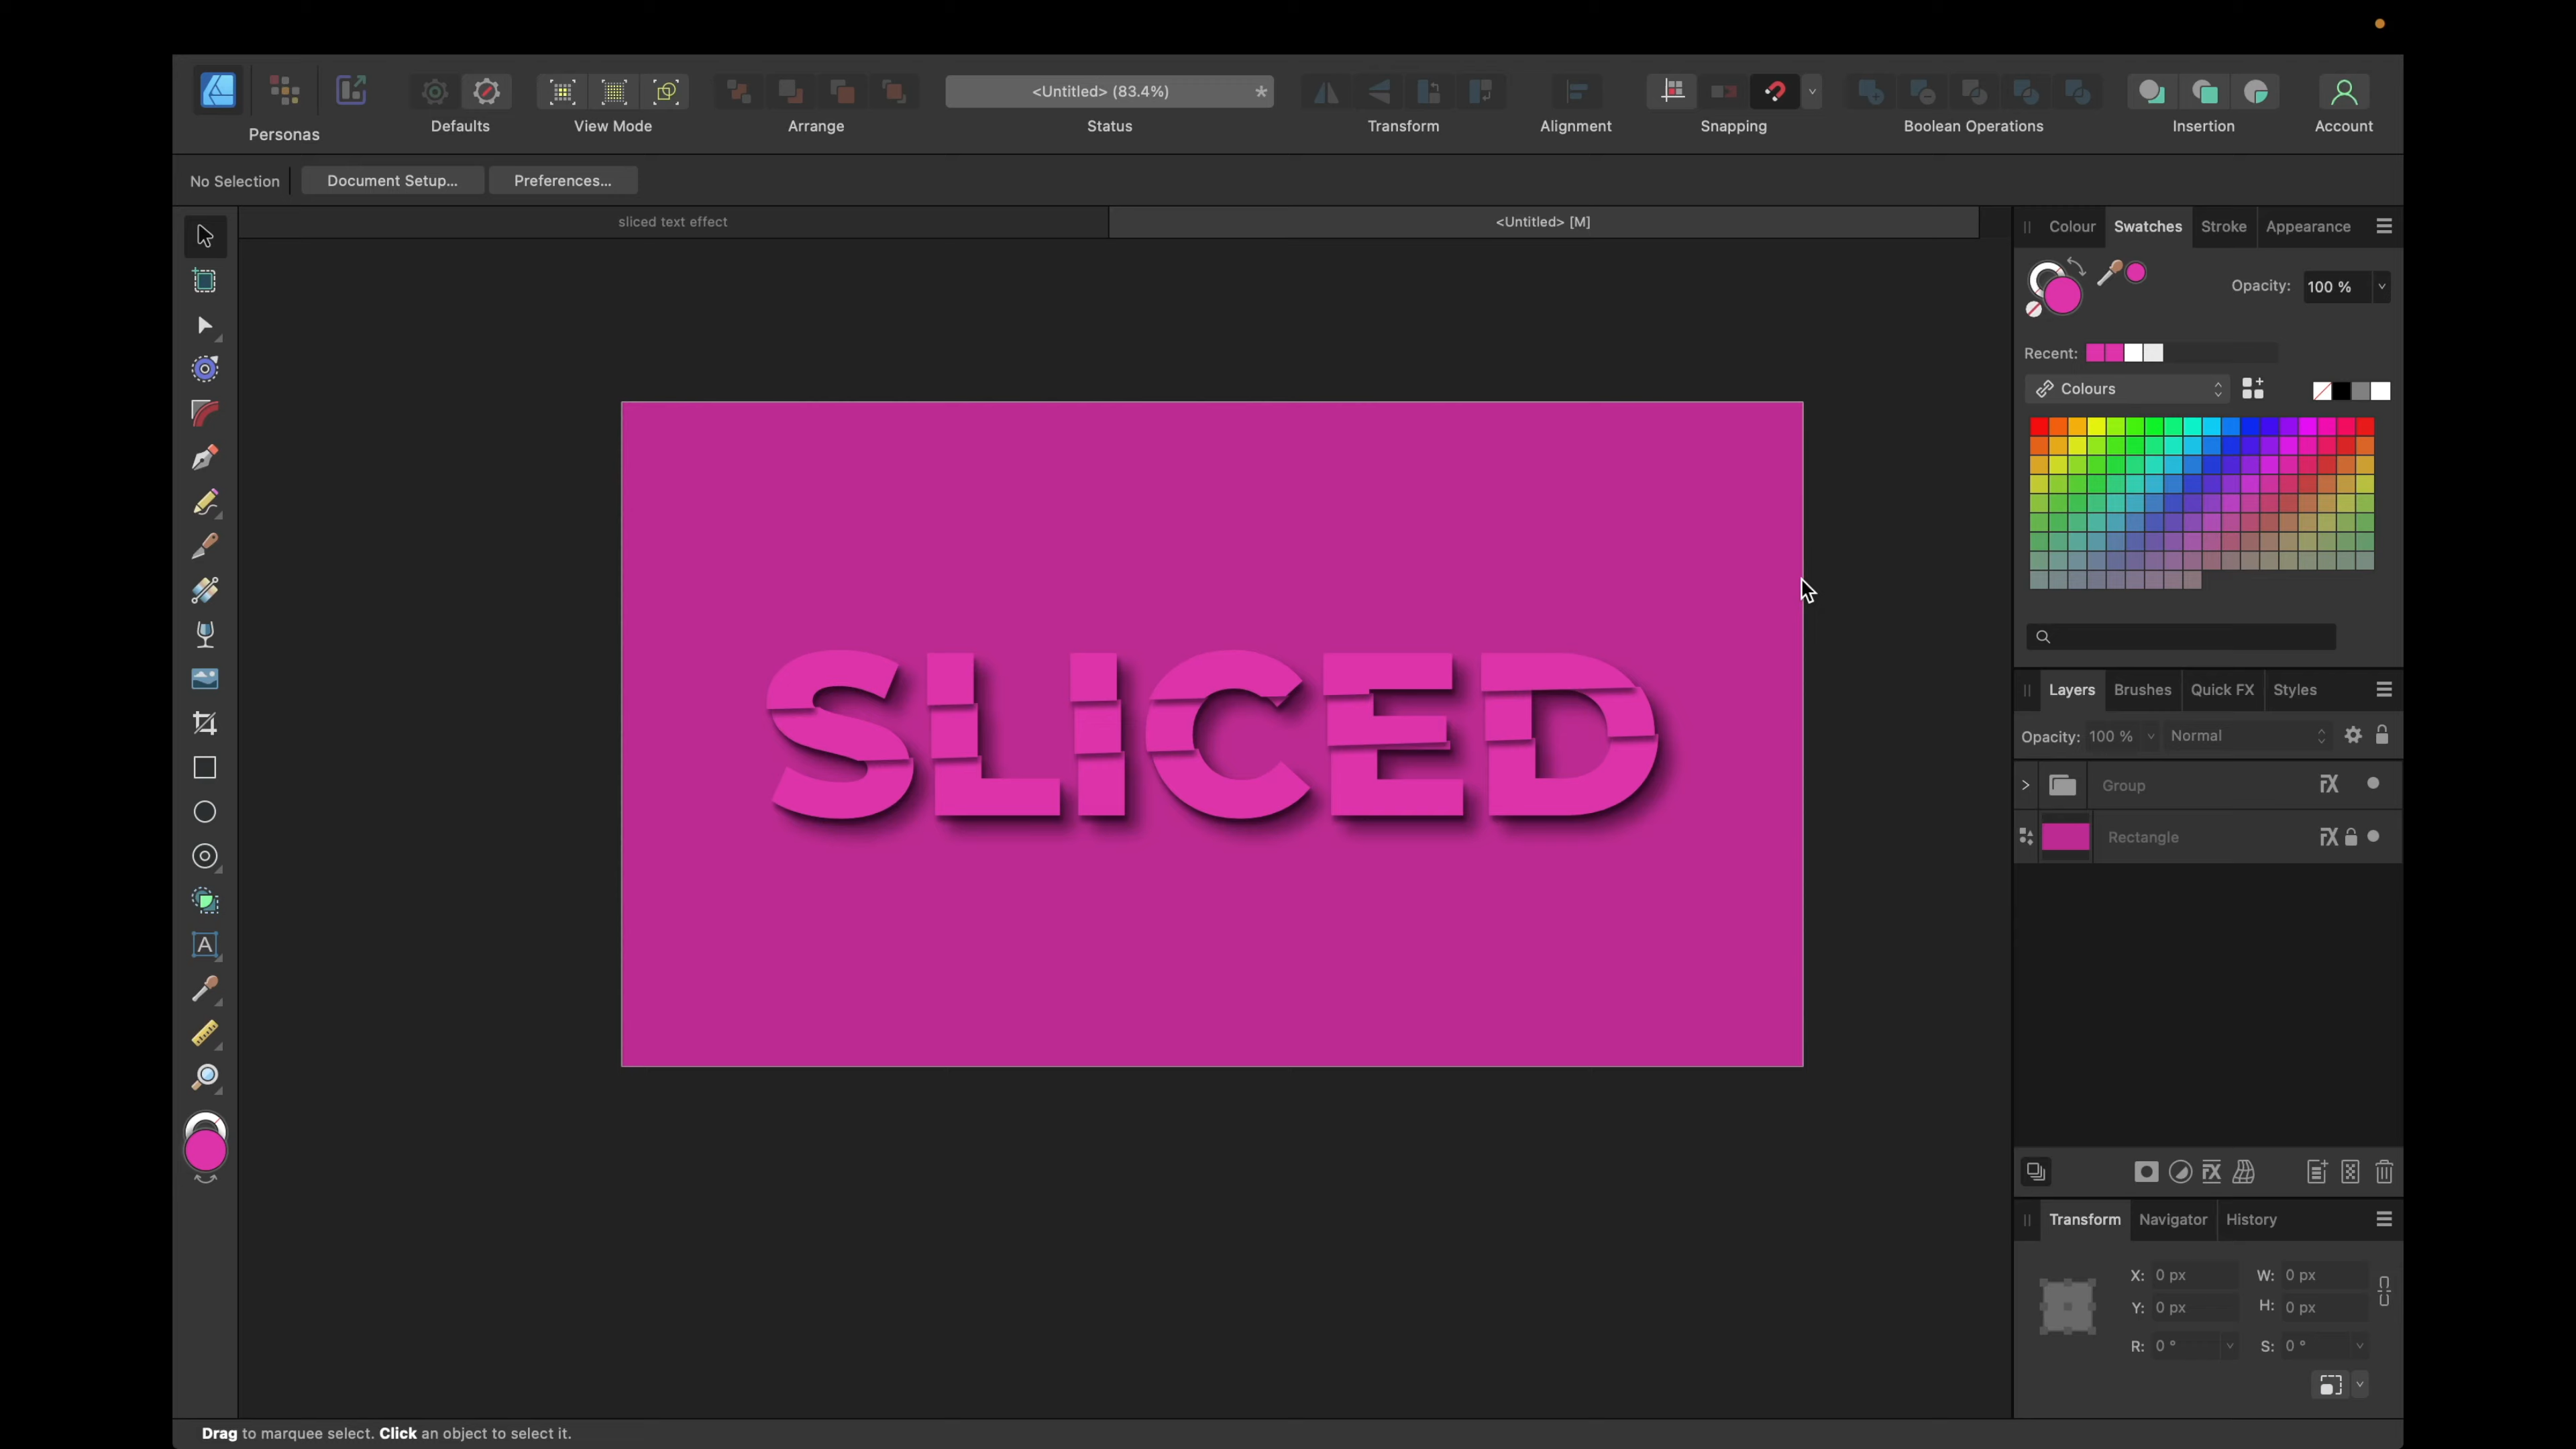 Personas
Defaults
View Mode
Arrange
<Untitled> (83.4%) *
Status
Transform
Alignment
Snapping
Boolean Operations
Insertion
Account
No Selection
Document Setup...
Preferences...
sliced text effect
<Untitled> [M]
Colour
Swatches
Stroke
Appearance
Opacity: 100 %
Recent:
Colours
SLICED
Layers
Brushes
Quick FX
Styles
Opacity: 100 %
Normal
Group
FX
Rectangle
FX
FX
A
Transform
Navigator
History
X: 0 px
W: 0 px
Y: 0 px
H: 0 px
R: 0 °
S: 0 °
Drag to marquee select. Click an object to select it.